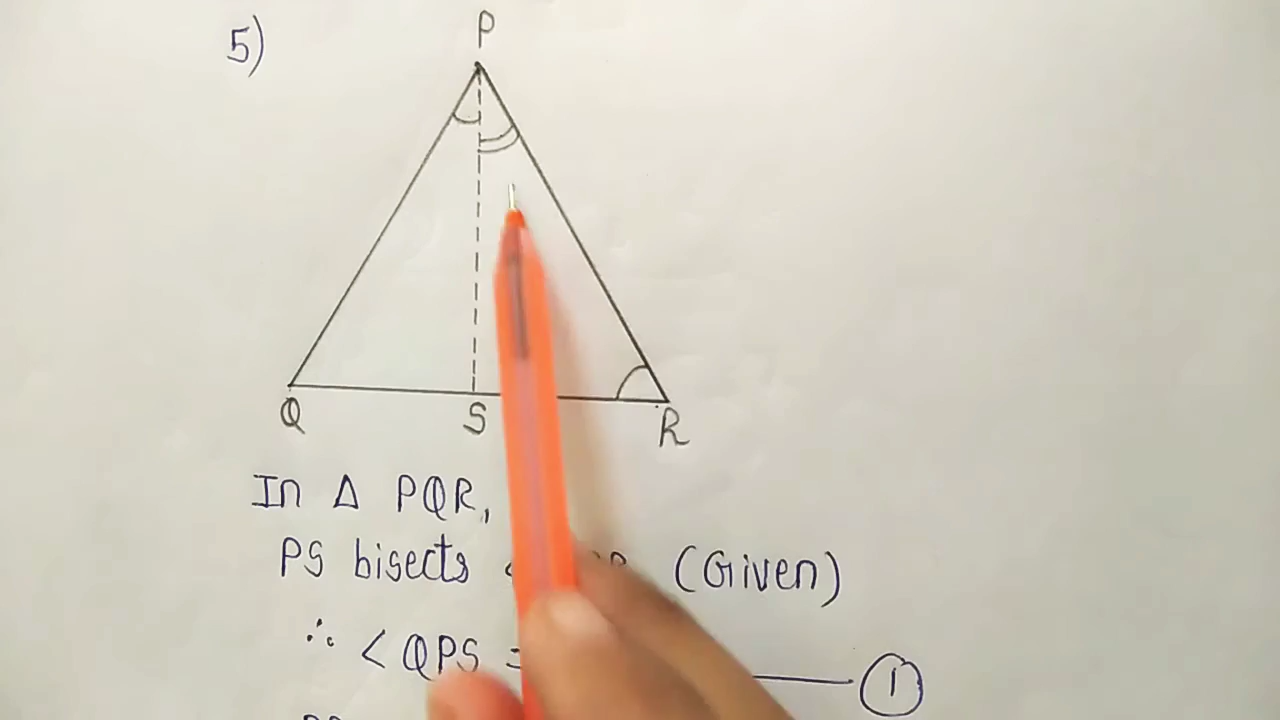 5)
P
Q S R
In Δ PQR,
PS bisects (Given)
∴ < QPS = ①